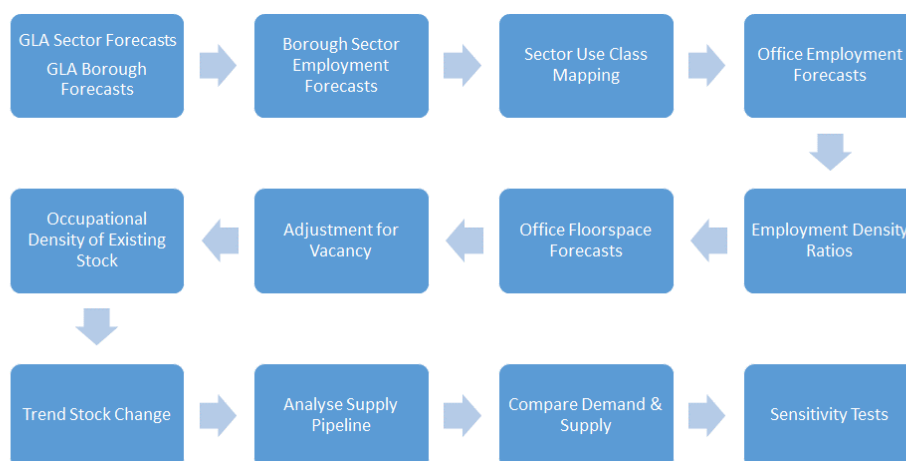 GLA Sector Forecasts
GLA Borough
Forecasts
Borough Sector
Employment
Forecasts
Sector Use Class
Mapping
Office Employment
Forecasts
Employment Density
Ratios
Office Floorspace
Forecasts
Adjustment for
Vacancy
Occupational
Density of Existing
Stock
Trend Stock Change
Analyse Supply
Pipeline
Compare Demand &
Supply
Sensitivity Tests